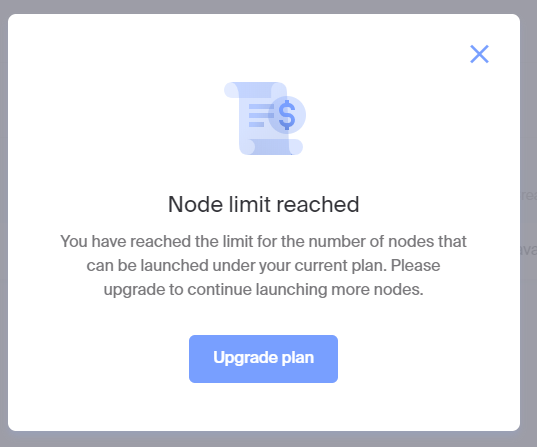 $
Node limit reached
You have reached the limit for the number of nodes that
can be launched under your current plan. Please
upgrade to continue launching more nodes.
Upgrade plan